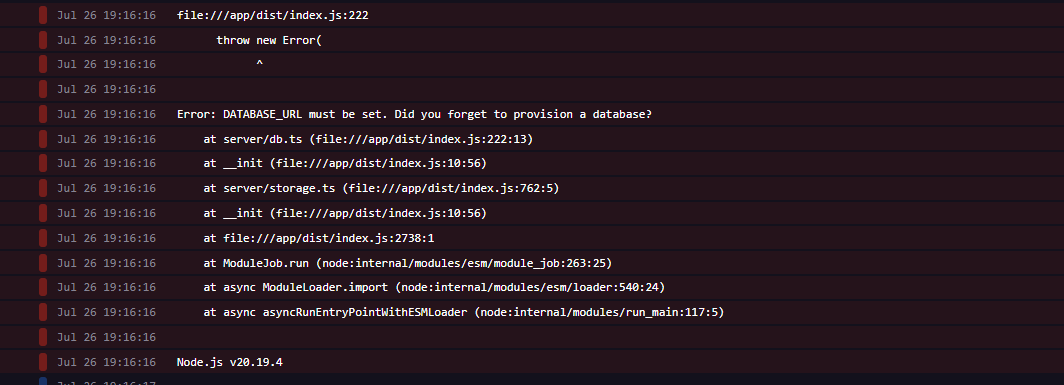 Jul 26 19:16:16 file:///app/dist/index.js:222
Jul 26 19:16:16 throw new Error(
Jul 26 19:16:16 ^
Jul 26 19:16:16
Jul 26 19:16:16 Error: DATABASE_URL must be set. Did you forget to provision a database?
Jul 26 19:16:16 at server/db.ts (file:///app/dist/index.js:222:13)
Jul 26 19:16:16 at __init (file:///app/dist/index.js:10:56)
Jul 26 19:16:16 at server/storage.ts (file:///app/dist/index.js:762:5)
Jul 26 19:16:16 at __init (file:///app/dist/index.js:10:56)
Jul 26 19:16:16 at file:///app/dist/index.js:2738:1
Jul 26 19:16:16 at ModuleJob.run (node:internal/modules/esm/module_job:263:25)
Jul 26 19:16:16 at async ModuleLoader.import (node:internal/modules/esm/loader:540:24)
Jul 26 19:16:16 at async asyncRunEntryPointWithESMLoader (node:internal/modules/run_main:117:5)
Jul 26 19:16:16
Jul 26 19:16:16 Node.js v20.19.4
Jul 26 19:16:17